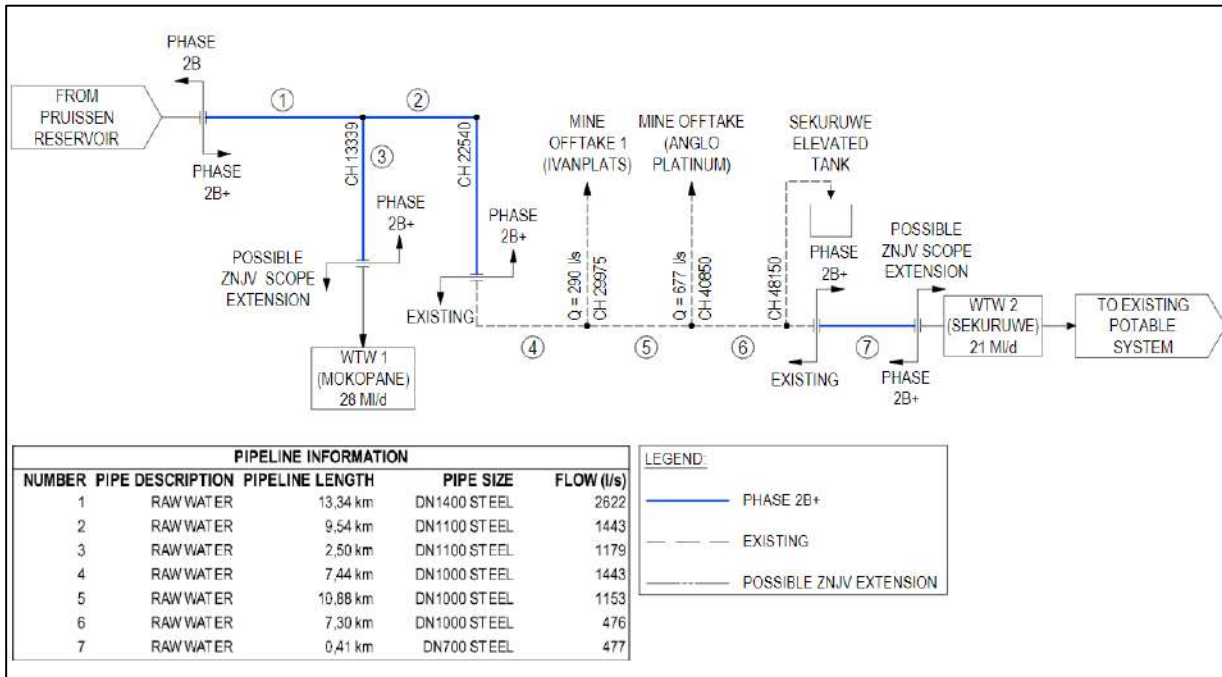 PHASE
2B
FROM
PRUISSEN
RESERVOIR
PHASE
2B+
1
2
CH 13339
3
CH 22540
PHASE
2B+
POSSIBLE
ZNJV SCOPE
EXTENSION
WTW 1
(MOKOPANE)
28 Ml/d
PHASE
2B+
EXISTING
MINE
OFFTAKE 1
(IVANPLATS)
MINE OFFTAKE
(ANGLO
PLATINUM)
SEKURUWE
ELEVATED
TANK
Q = 290 l/s
CH 29975
Q = 677 l/s
CH 40850
CH 48150
4
5
6
PHASE
2B+
EXISTING
7
POSSIBLE
ZNJV SCOPE
EXTENSION
PHASE
2B+
WTW 2
(SEKURUWE)
21 Ml/d
TO EXISTING
POTABLE
SYSTEM
PIPELINE INFORMATION
NUMBER PIPE DESCRIPTION PIPELINE LENGTH PIPE SIZE FLOW (l/s)
1 RAW WATER 13,34 km DN1400 STEEL 2622
2 RAW WATER 9,54 km DN1100 STEEL 1443
3 RAW WATER 2,50 km DN1100 STEEL 1179
4 RAW WATER 7,44 km DN1000 STEEL 1443
5 RAW WATER 10,88 km DN1000 STEEL 1153
6 RAW WATER 7,30 km DN1000 STEEL 476
7 RAW WATER 0,41 km DN700 STEEL 477
LEGEND:
PHASE 2B+
EXISTING
POSSIBLE ZNJV EXTENSION